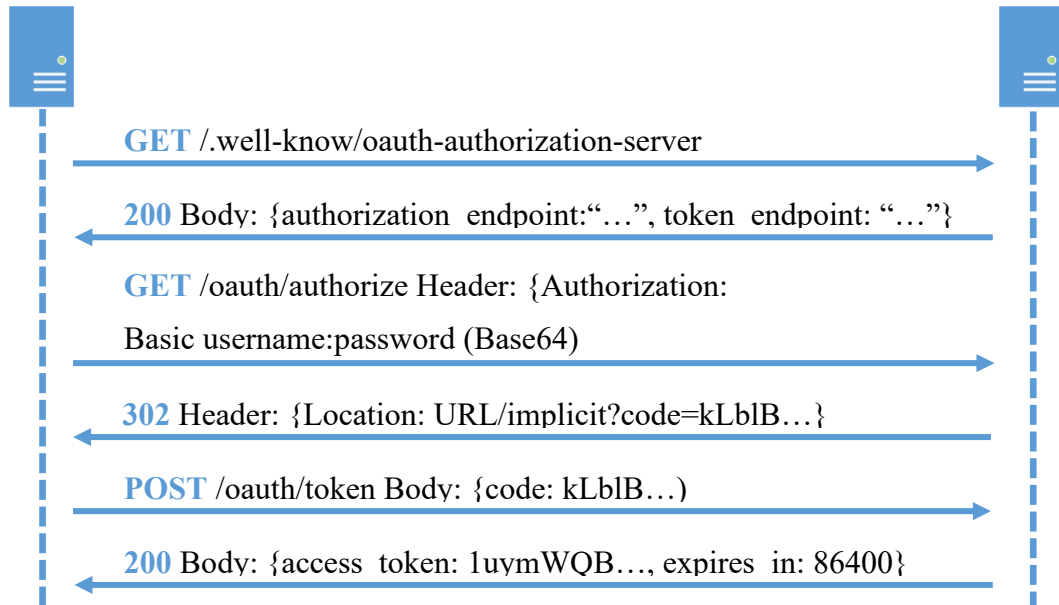 GET /.well-know/oauth-authorization-server
200 Body: {authorization_endpoint:“…”, token_endpoint: “…”}
GET /oauth/authorize Header: {Authorization:
Basic username:password (Base64)
302 Header: {Location: URL/implicit?code=kLblB…}
POST /oauth/token Body: {code: kLblB…)
200 Body: {access_token: 1uymWQB…, expires_in: 86400}